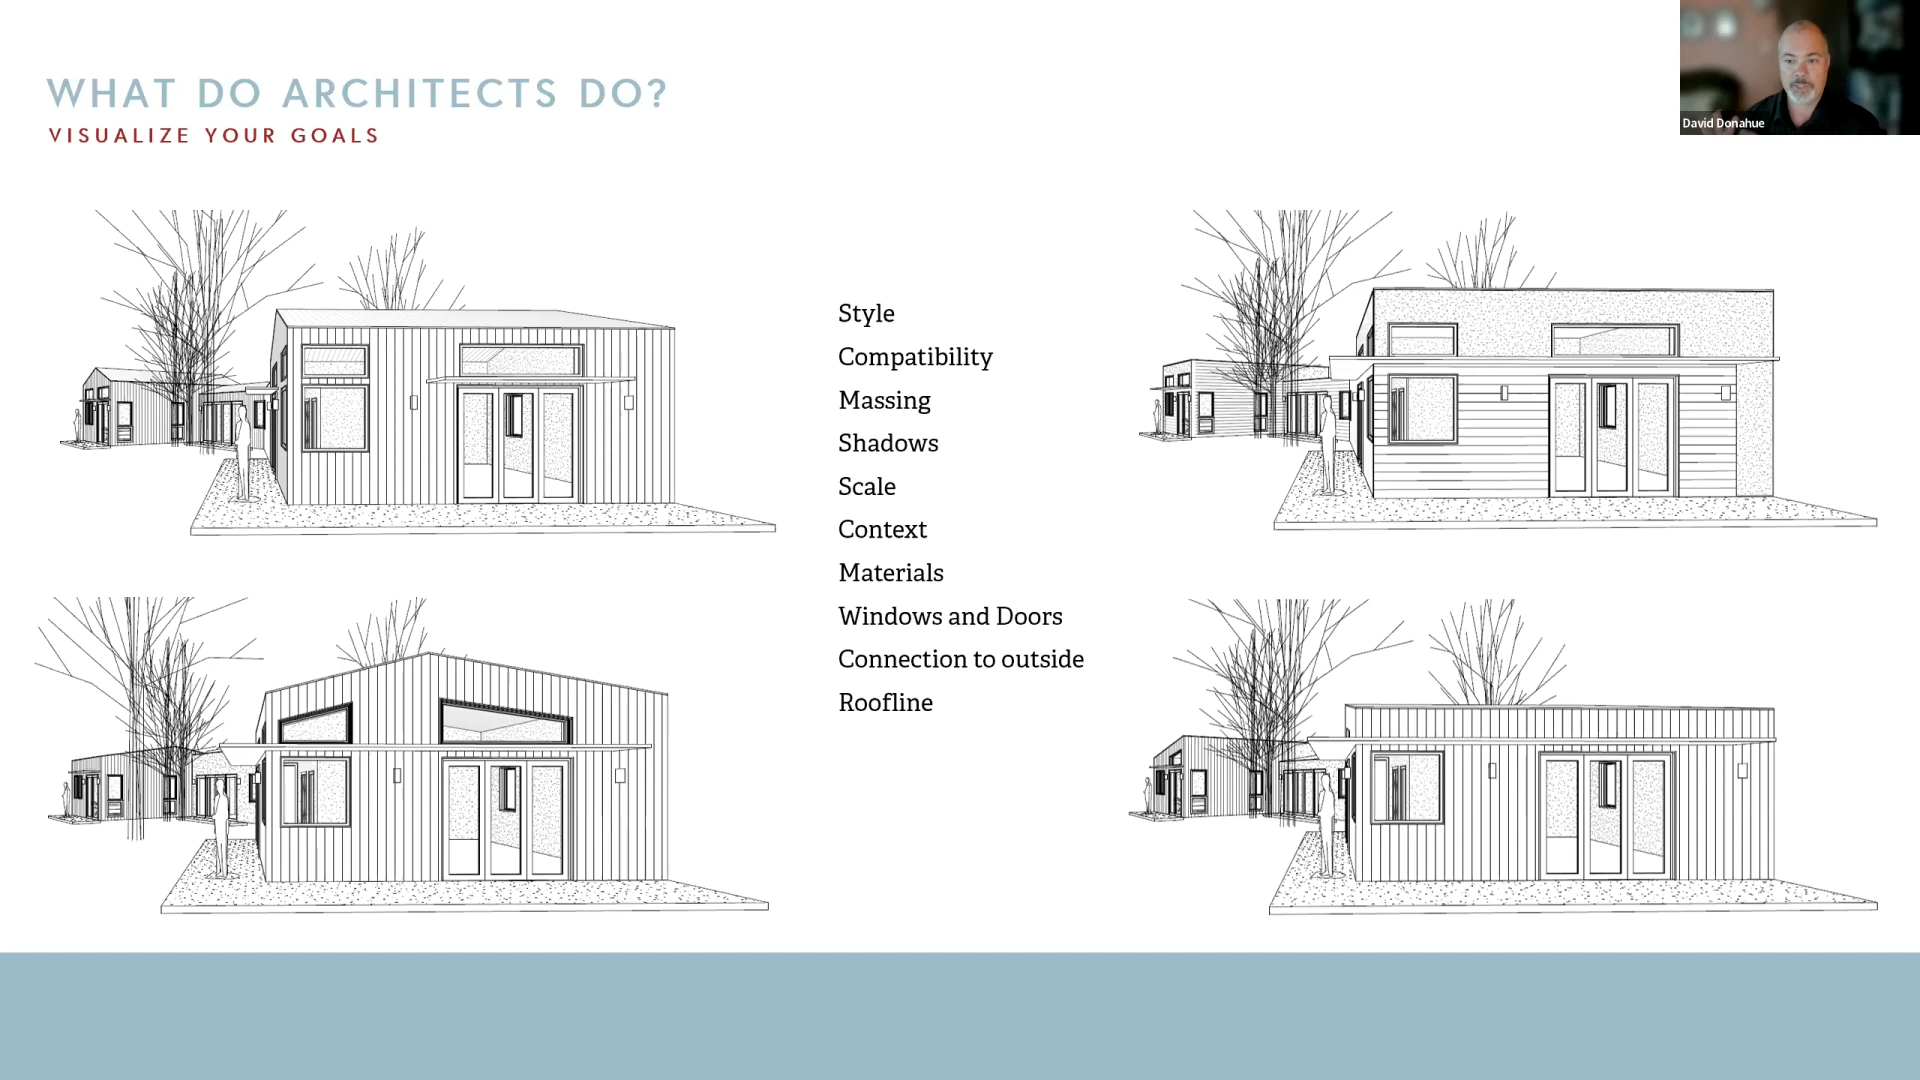 WHAT DO ARCHITECTS DO?
VISUALIZE YOUR GOALS
David Donahue
Style
Compatibility
Massing
Shadows
Scale
Context
Materials
Windows and Doors
Connection to outside
Roofline